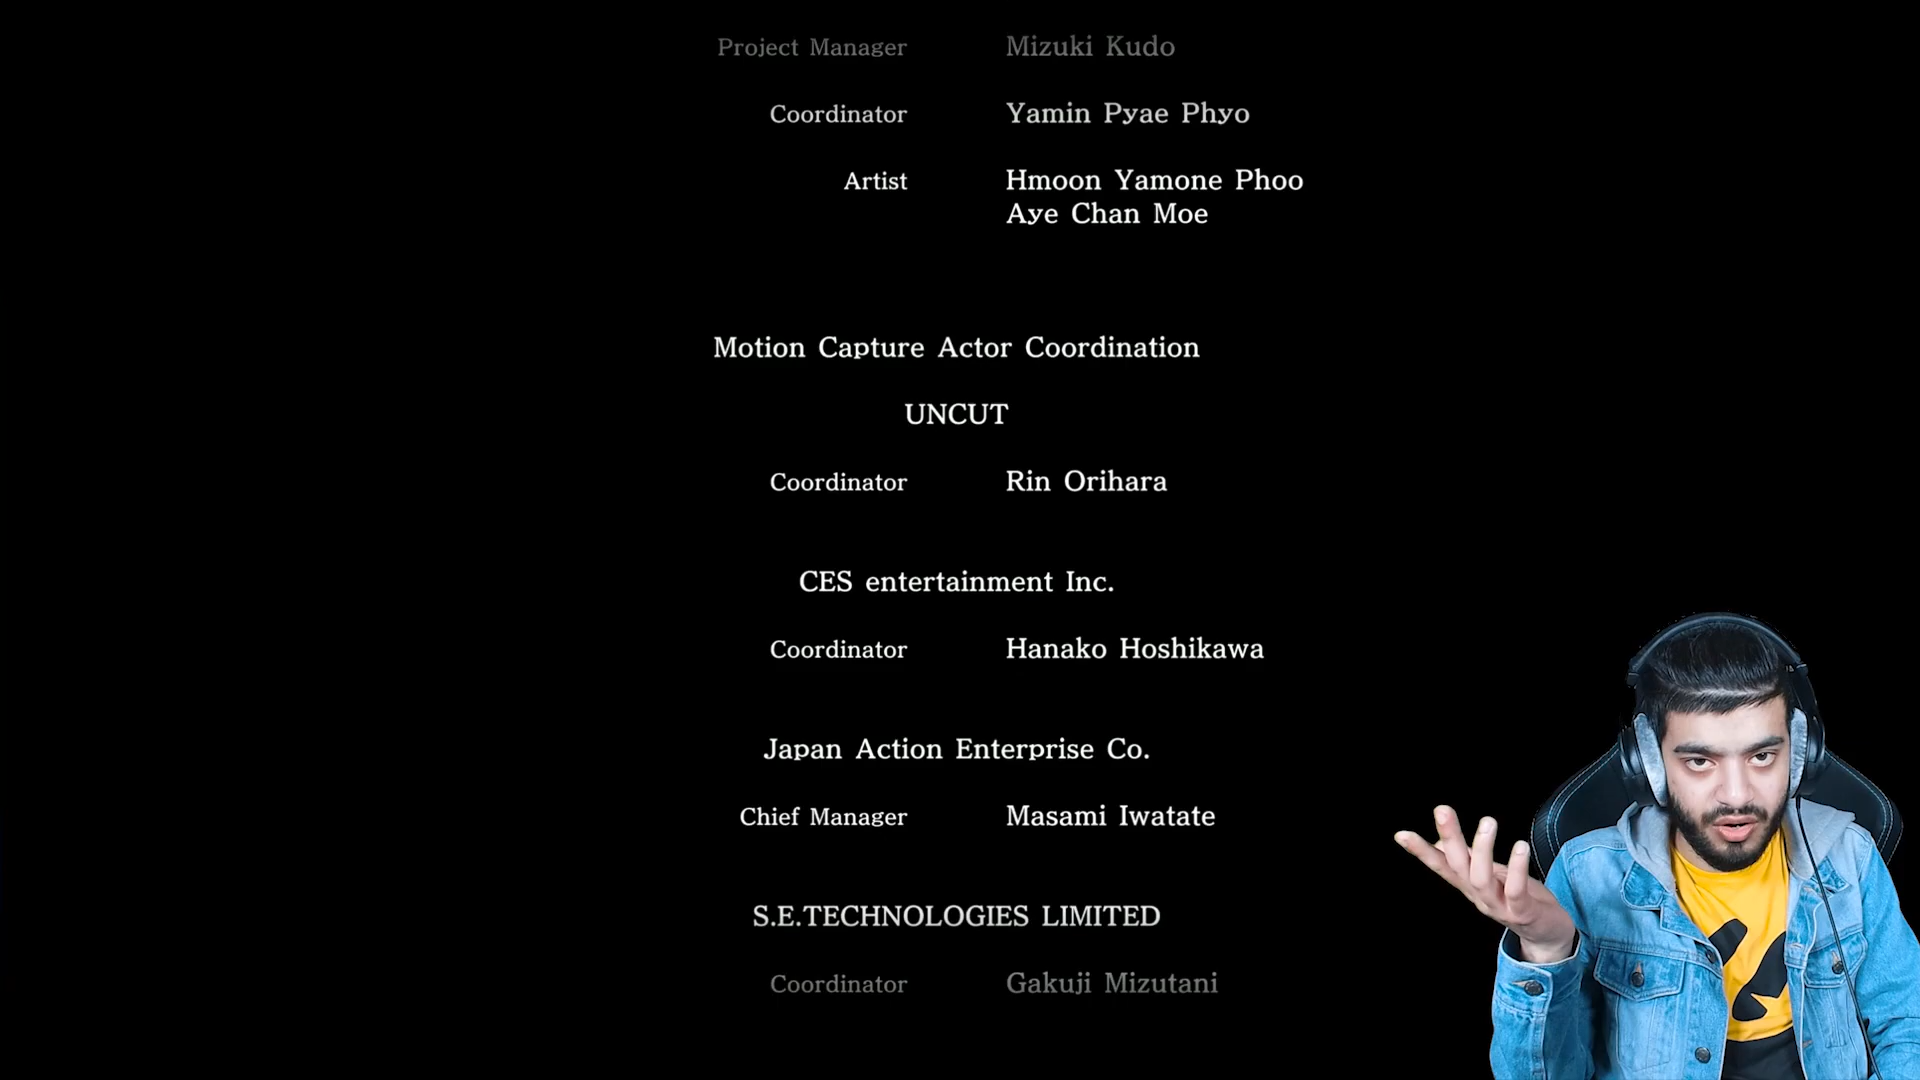 Project Manager Mizuki Kudo
Coordinator Yamin Pyae Phyo
Artist Hmoon Yamone Phoo
Aye Chan Moe
Motion Capture Actor Coordination
UNCUT
Coordinator Rin Orihara
CES entertainment Inc.
Coordinator Hanako Hoshikawa
Japan Action Enterprise Co.
Chief Manager Masami Iwatate
S.E.TECHNOLOGIES LIMITED
Coordinator Gakuji Mizutani